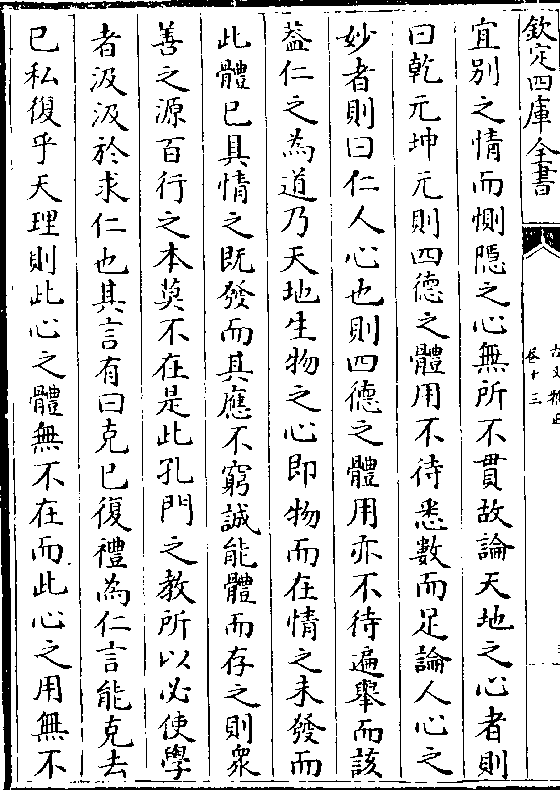 欽定四庫全書
古文雅正
卷十三
宜别之情而惻隱之心無所不貫故論天地之心者則
曰乾元坤元則四德之體用不待悉數而足論人心之
妙者則曰仁人心也則四德之體用亦不待遍舉而該
葢仁之為道乃天地生物之心即物而在情之未發而
此體已具情之既發而其應不窮誠能體而存之則衆
善之源百行之本莫不在是此孔門之教所以必使學
者汲汲於求仁也其言有曰克已復禮為仁言能克去
已私復乎天理則此心之體無不在而此心之用無不